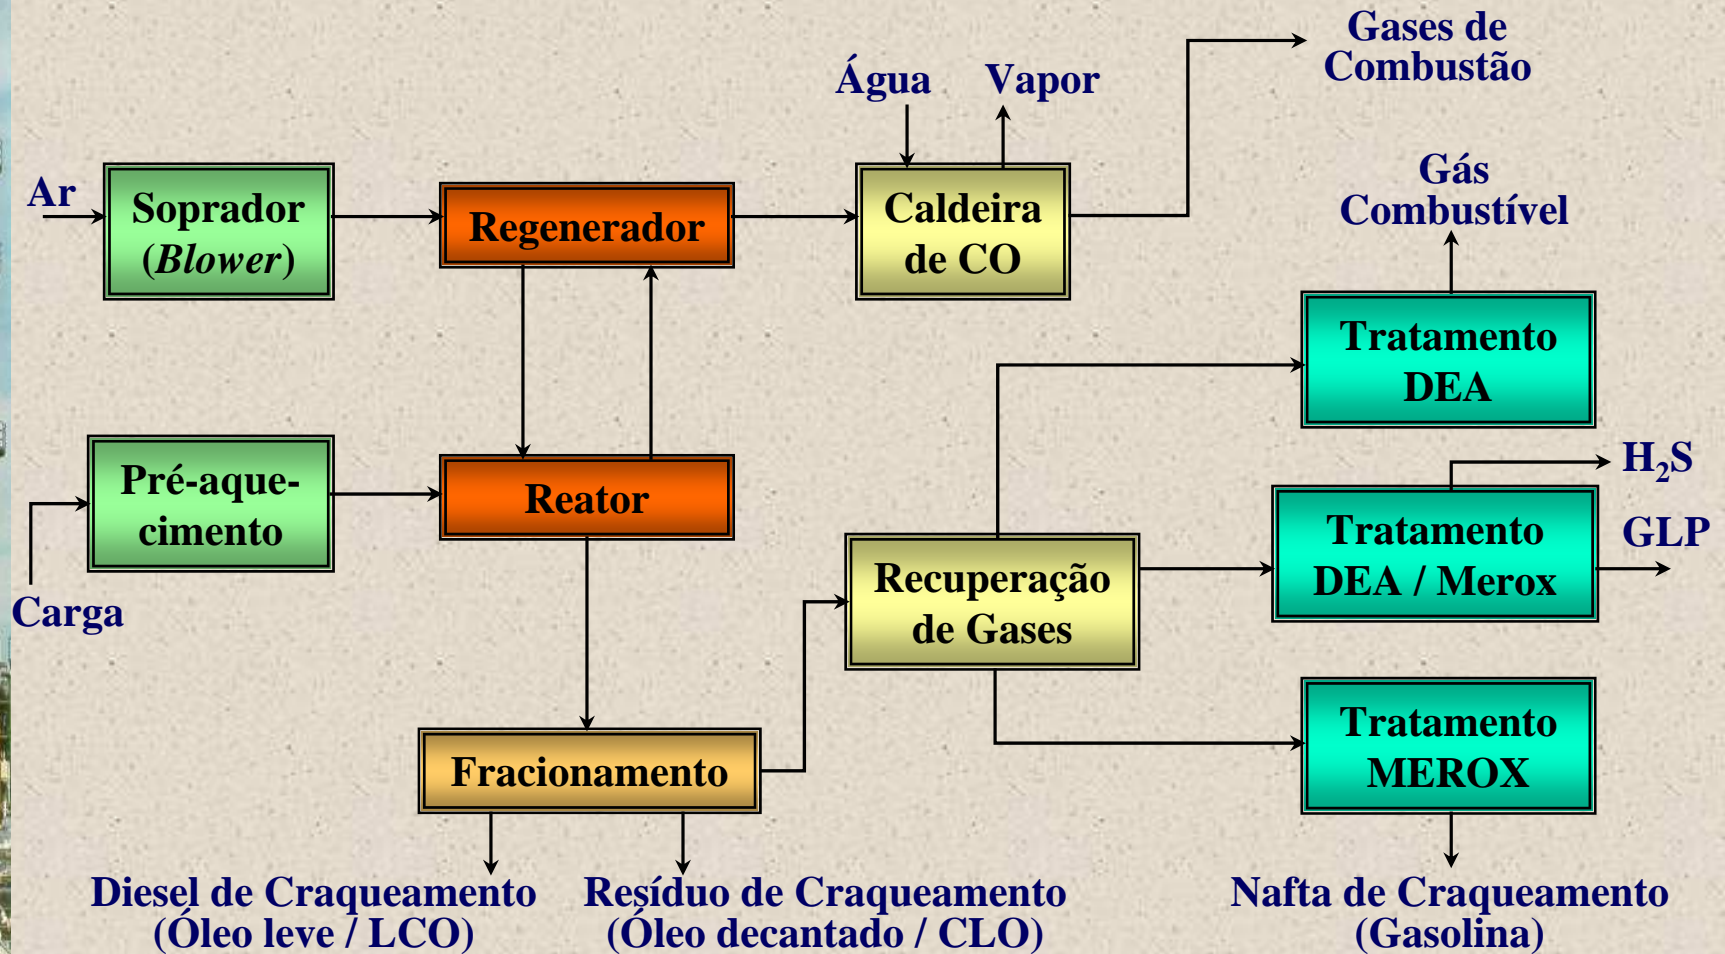 Gases de
Combustão
Água
Vapor
Gás
Combustível
Ar
Soprador
(Blower)
Regenerador
Caldeira
de CO
Tratamento
DEA
Pré-aque-
cimento
Reator
H₂S
Tratamento
DEA / Merox
GLP
Carga
Recuperação
de Gases
Fracionamento
Tratamento
MEROX
Diesel de Craqueamento
(Óleo leve / LCO)
Resíduo de Craqueamento
(Óleo decantado / CLO)
Nafta de Craqueamento
(Gasolina)